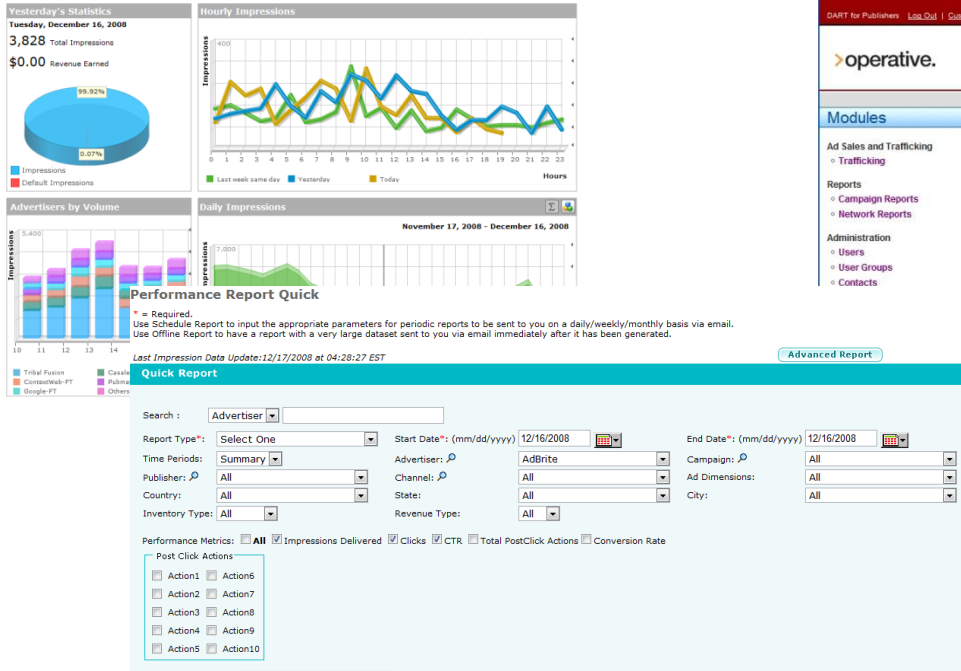 Yesterday's Statistics
Tuesday, December 16, 2008
3,828 Total Impressions
$0.00 Revenue Earned
99.92%
0.07%
Impressions
Default Impressions
Hourly Impressions
Impressions
400
0 1 2 3 4 5 6 7 8 9 10 11 12 13 14 15 16 17 18 19 20 21 22 23
Hours
Last week same day Yesterday Today
DART for Publishers Log Out |
>operative.
Modules
Ad Sales and Trafficking
Trafficking
Reports
Campaign Reports
Network Reports
Administration
Users
User Groups
Contacts
Advertisers by Volume
Impressions
5,400
10 11 12 13 14
Tribal Fusion
ContextWeb-FT
Google-FT
Others
Daily Impressions
Σ
November 17, 2008 - December 16, 2008
7,000
Performance Report Quick
* = Required.
Use Schedule Report to input the appropriate parameters for periodic reports to be sent to you on a daily/weekly/monthly basis via email.
Use Offline Report to have a report with a very large dataset sent to you via email immediately after it has been generated.
Last Impression Data Update:12/17/2008 at 04:28:27 EST
Advanced Report
Quick Report
Search : Advertiser
Report Type*: Select One Start Date*: (mm/dd/yyyy) 12/16/2008 End Date*: (mm/dd/yyyy) 12/16/2008
Time Periods: Summary Advertiser: AdBrite Campaign: All
Publisher: All Channel: All Ad Dimensions: All
Country: All State: All City: All
Inventory Type: All Revenue Type: All
Performance Metrics: All Impressions Delivered Clicks CTR Total PostClick Actions Conversion Rate
Post Click Actions
Action1 Action6
Action2 Action7
Action3 Action8
Action4 Action9
Action5 Action10